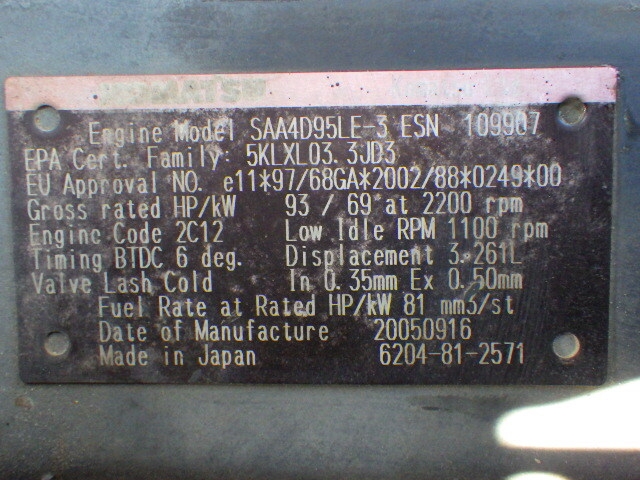 KOMATSU
Engine Model SAA4D95LE-3 ESN 109907
EPA Cert. Family: 5KLXL03.3JD3
EU Approval NO. e11*97/68GA*2002/88*0249*00
Gross rated HP/kW 93 / 69 at 2200 rpm
Engine Code 2C12 Low Idle RPM 1100 rpm
Timing BTDC 6 deg. Displacement 3.261L
Valve Lash Cold In 0.35mm Ex 0.50mm
Fuel Rate at Rated HP/kW 81 mm3/st
Date of Manufacture 20050916
Made in Japan 6204-81-2571